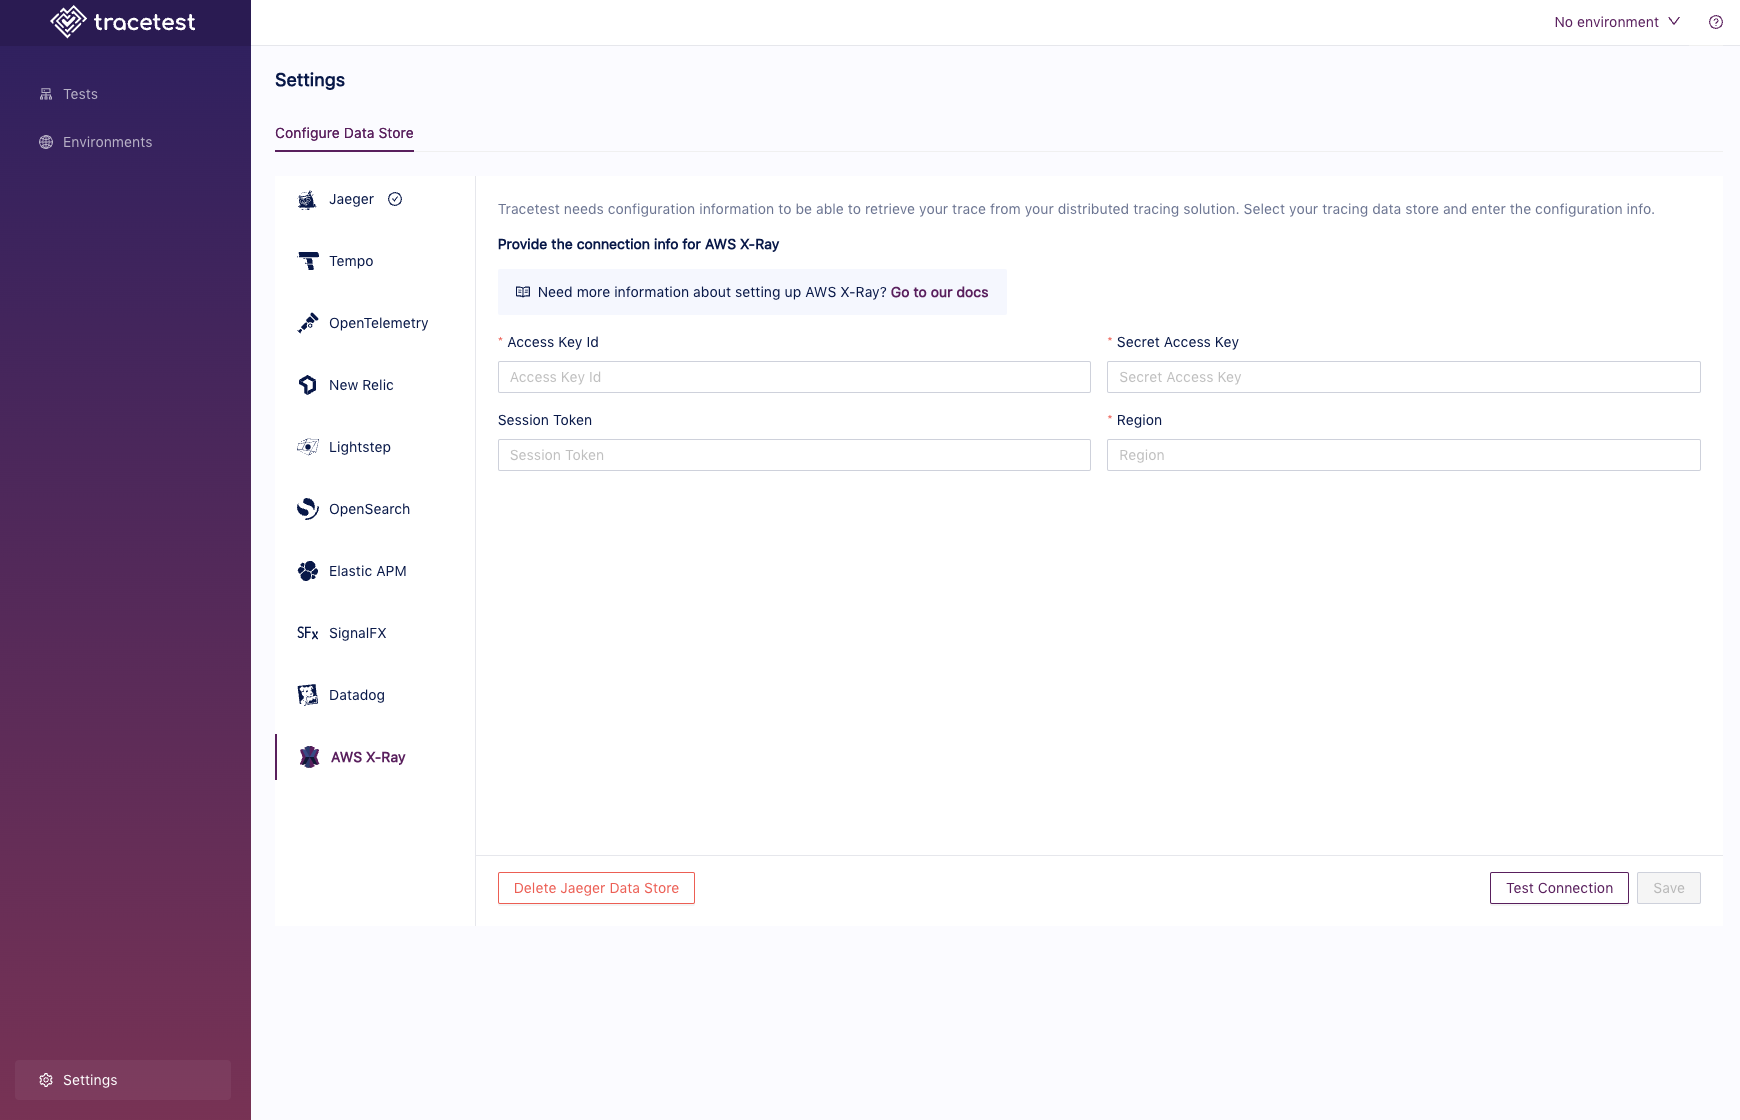 tracetest
No environment
Tests
Environments
Settings
Settings
Configure Data Store
Jaeger
Tempo
OpenTelemetry
New Relic
Lightstep
OpenSearch
Elastic APM
SFx SignalFX
Datadog
AWS X-Ray
Tracetest needs configuration information to be able to retrieve your trace from your distributed tracing solution. Select your tracing data store and enter the configuration info.
Provide the connection info for AWS X-Ray
Need more information about setting up AWS X-Ray? Go to our docs
* Access Key Id
Access Key Id
* Secret Access Key
Secret Access Key
Session Token
Session Token
* Region
Region
Delete Jaeger Data Store
Test Connection
Save